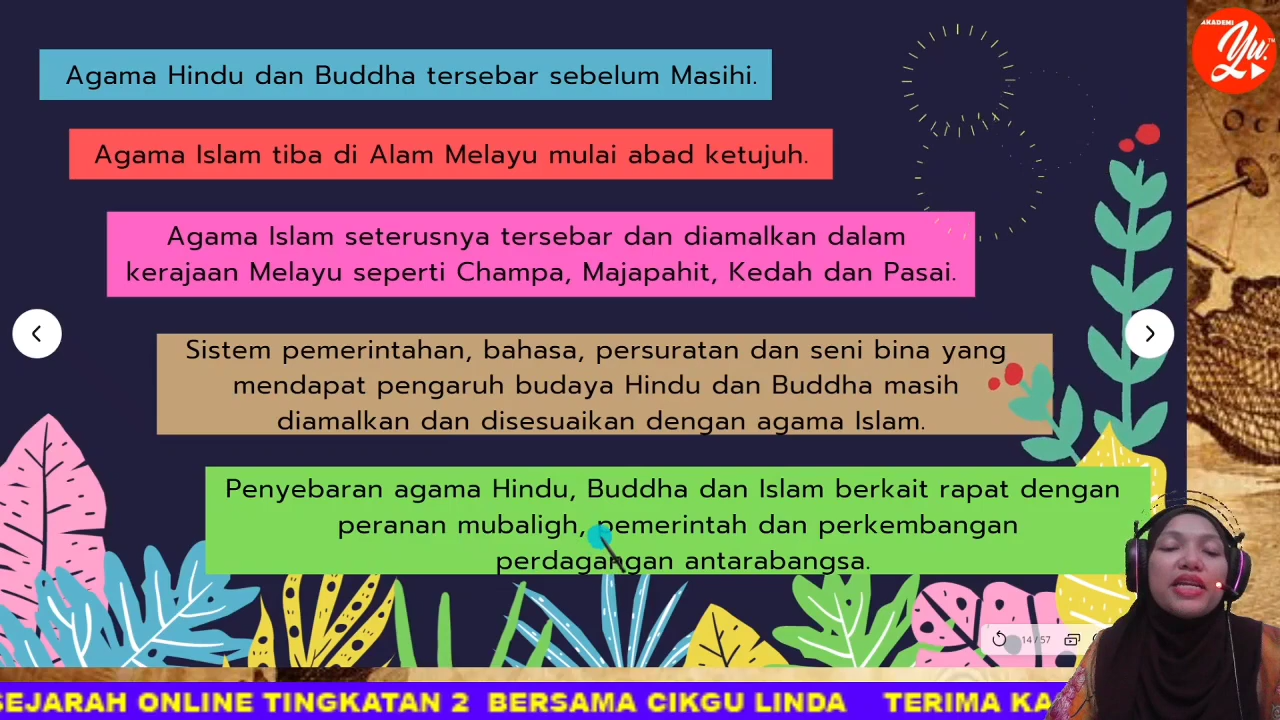 AKADEMI
Yu.
TM
Agama Hindu dan Buddha tersebar sebelum Masihi.
Agama Islam tiba di Alam Melayu mulai abad ketujuh.
Agama Islam seterusnya tersebar dan diamalkan dalam
kerajaan Melayu seperti Champa, Majapahit, Kedah dan Pasai.
Sistem pemerintahan, bahasa, persuratan dan seni bina yang
mendapat pengaruh budaya Hindu dan Buddha masih
diamalkan dan disesuaikan dengan agama Islam.
Penyebaran agama Hindu, Buddha dan Islam berkait rapat dengan
peranan mubaligh, pemerintah dan perkembangan
perdagangan antarabangsa.
14 / 57
SEJARAH ONLINE TINGKATAN 2 BERSAMA CIKGU LINDA TERIMA KA